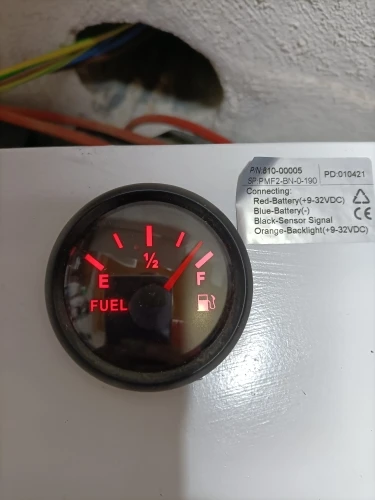 P/N:810-00005
SP:PMF2-BN-0-190
PD:010421
Connecting:
Red-Battery(+9-32VDC)
Blue-Battery(-)
Black-Sensor Signal
Orange-Backlight(+9-32VDC)
CE
½
E
F
FUEL